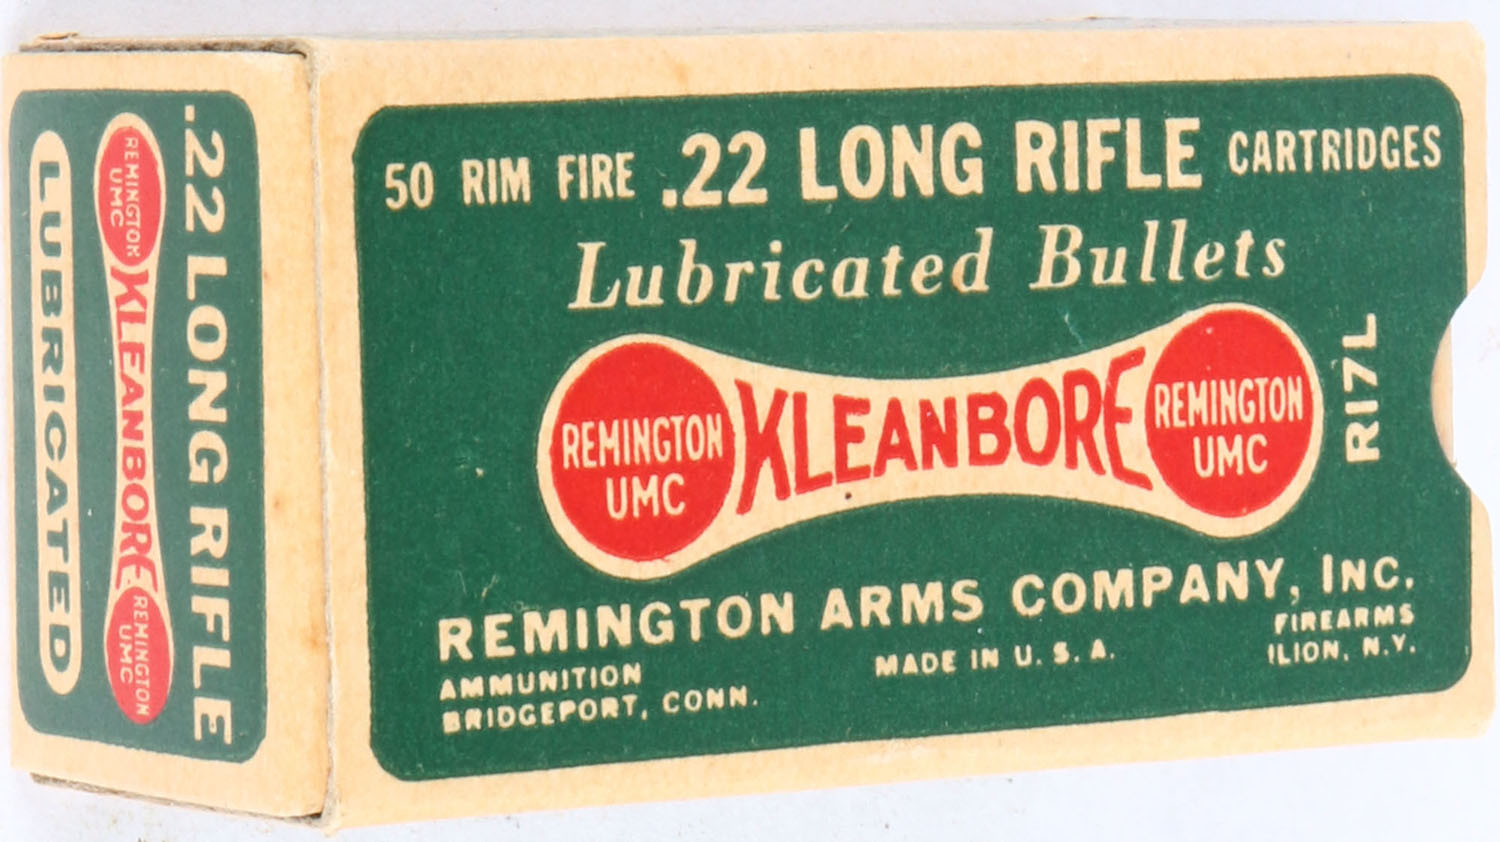 .22 LONG RIFLE
REMINGTON
UMC
KLEANBORE
REMINGTON
UMC
LUBRICATED
50 RIM FIRE .22 LONG RIFLE CARTRIDGES
Lubricated Bullets
REMINGTON
UMC
KLEANBORE
REMINGTON
UMC
R17L
REMINGTON ARMS COMPANY, INC.
AMMUNITION
BRIDGEPORT, CONN.
MADE IN U. S. A.
FIREARMS
ILION, N.Y.